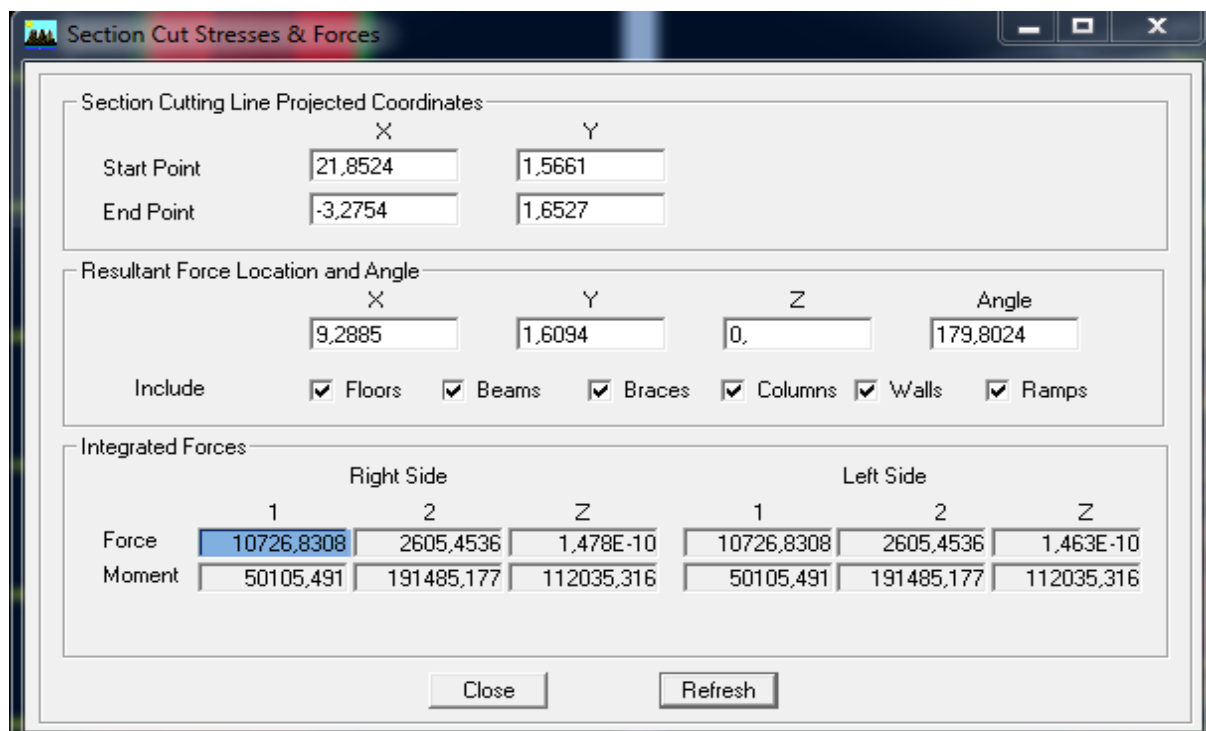 Section Cut Stresses & Forces
Section Cutting Line Projected Coordinates
X Y
Start Point 21,8524 1,5661
End Point -3,2754 1,6527
Resultant Force Location and Angle
X Y Z Angle
9,2885 1,6094 0, 179,8024
Include Floors Beams Braces Columns Walls Ramps
Integrated Forces
Right Side Left Side
1 2 Z 1 2 Z
Force 10726,8308 2605,4536 1,478E-10 10726,8308 2605,4536 1,463E-10
Moment 50105,491 191485,177 112035,316 50105,491 191485,177 112035,316
Close Refresh